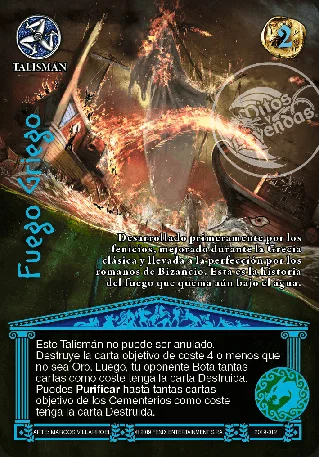 2
TALISMAN
Mitos
Leyendas
Fuego Griego
Desarrollado primeramente por los
fenicios, mejorado durante la Grecia
clásica y llevada a la perfección por los
romanos de Bizancio. Esta es la historia
del fuego que quema aún bajo el agua.
Este Talismán no puede ser anulado.
Destruye la carta objetivo de coste 4 o menos que
no sea Oro. Luego, tu oponente Bota tantas
cartas como coste tenga la carta Destruida.
Puedes Purificar hasta tantas cartas
objetivo de los Cementerios como coste
tenga la carta Destruida.